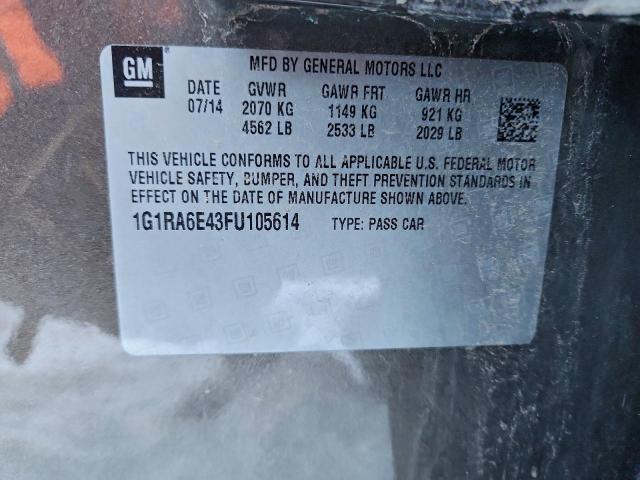 GM
MFD BY GENERAL MOTORS LLC
DATE GVWR GAWR FRT GAWR RR
07/14 2070 KG 1149 KG 921 KG
4562 LB 2533 LB 2029 LB
THIS VEHICLE CONFORMS TO ALL APPLICABLE U.S. FEDERAL MOTOR
VEHICLE SAFETY, BUMPER, AND THEFT PREVENTION STANDARDS IN
EFFECT ON THE DATE OF MANUFACTURE SHOWN ABOVE.
1G1RA6E43FU105614 TYPE: PASS CAR